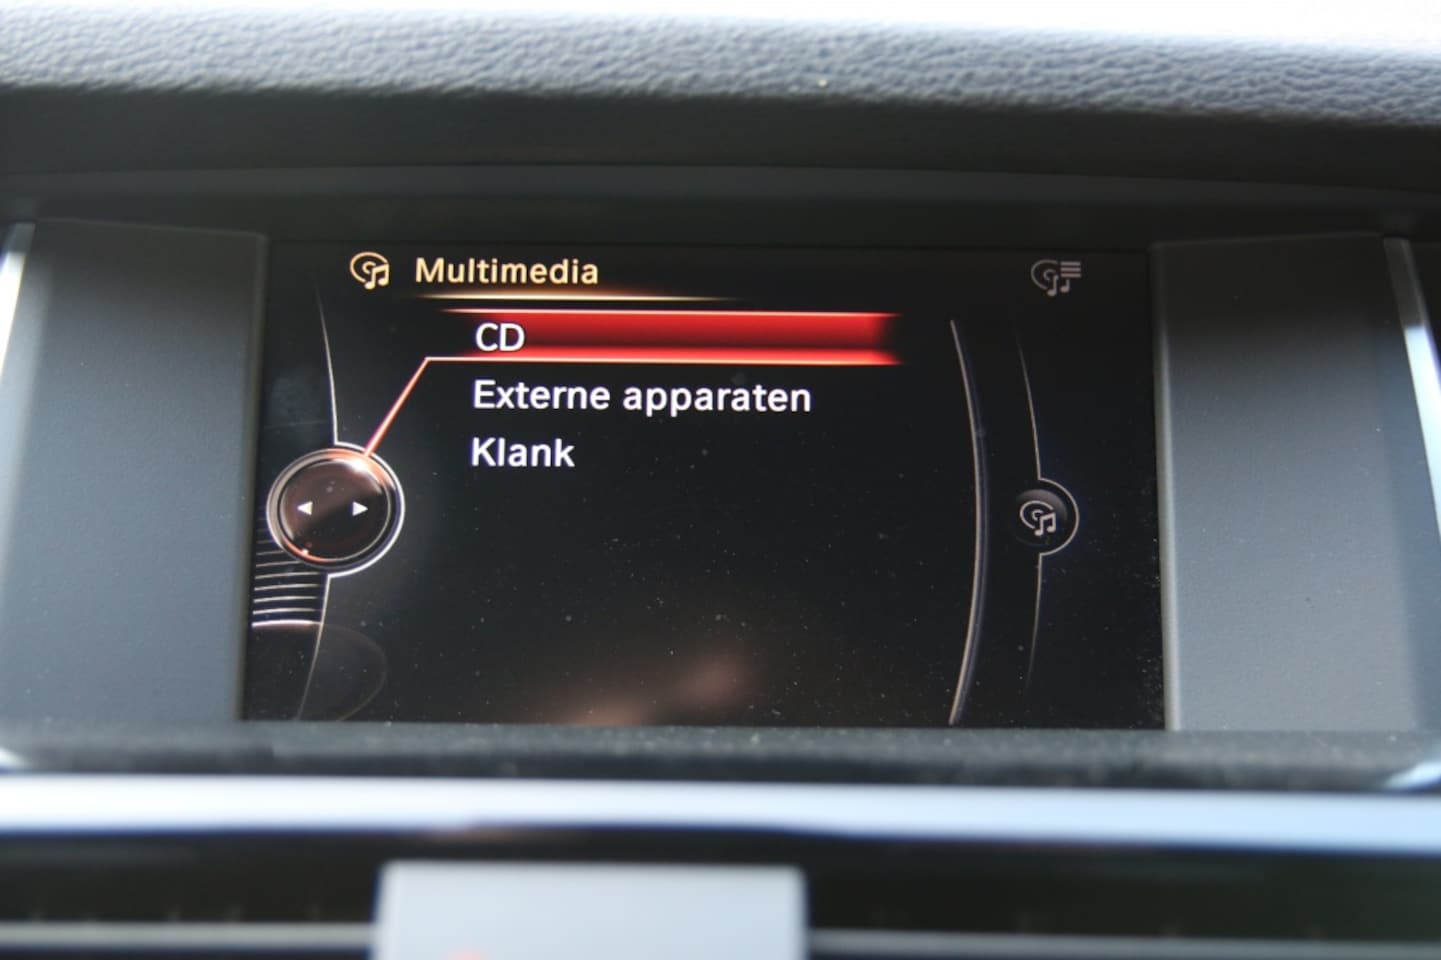 Multimedia
CD
Externe apparaten
Klank